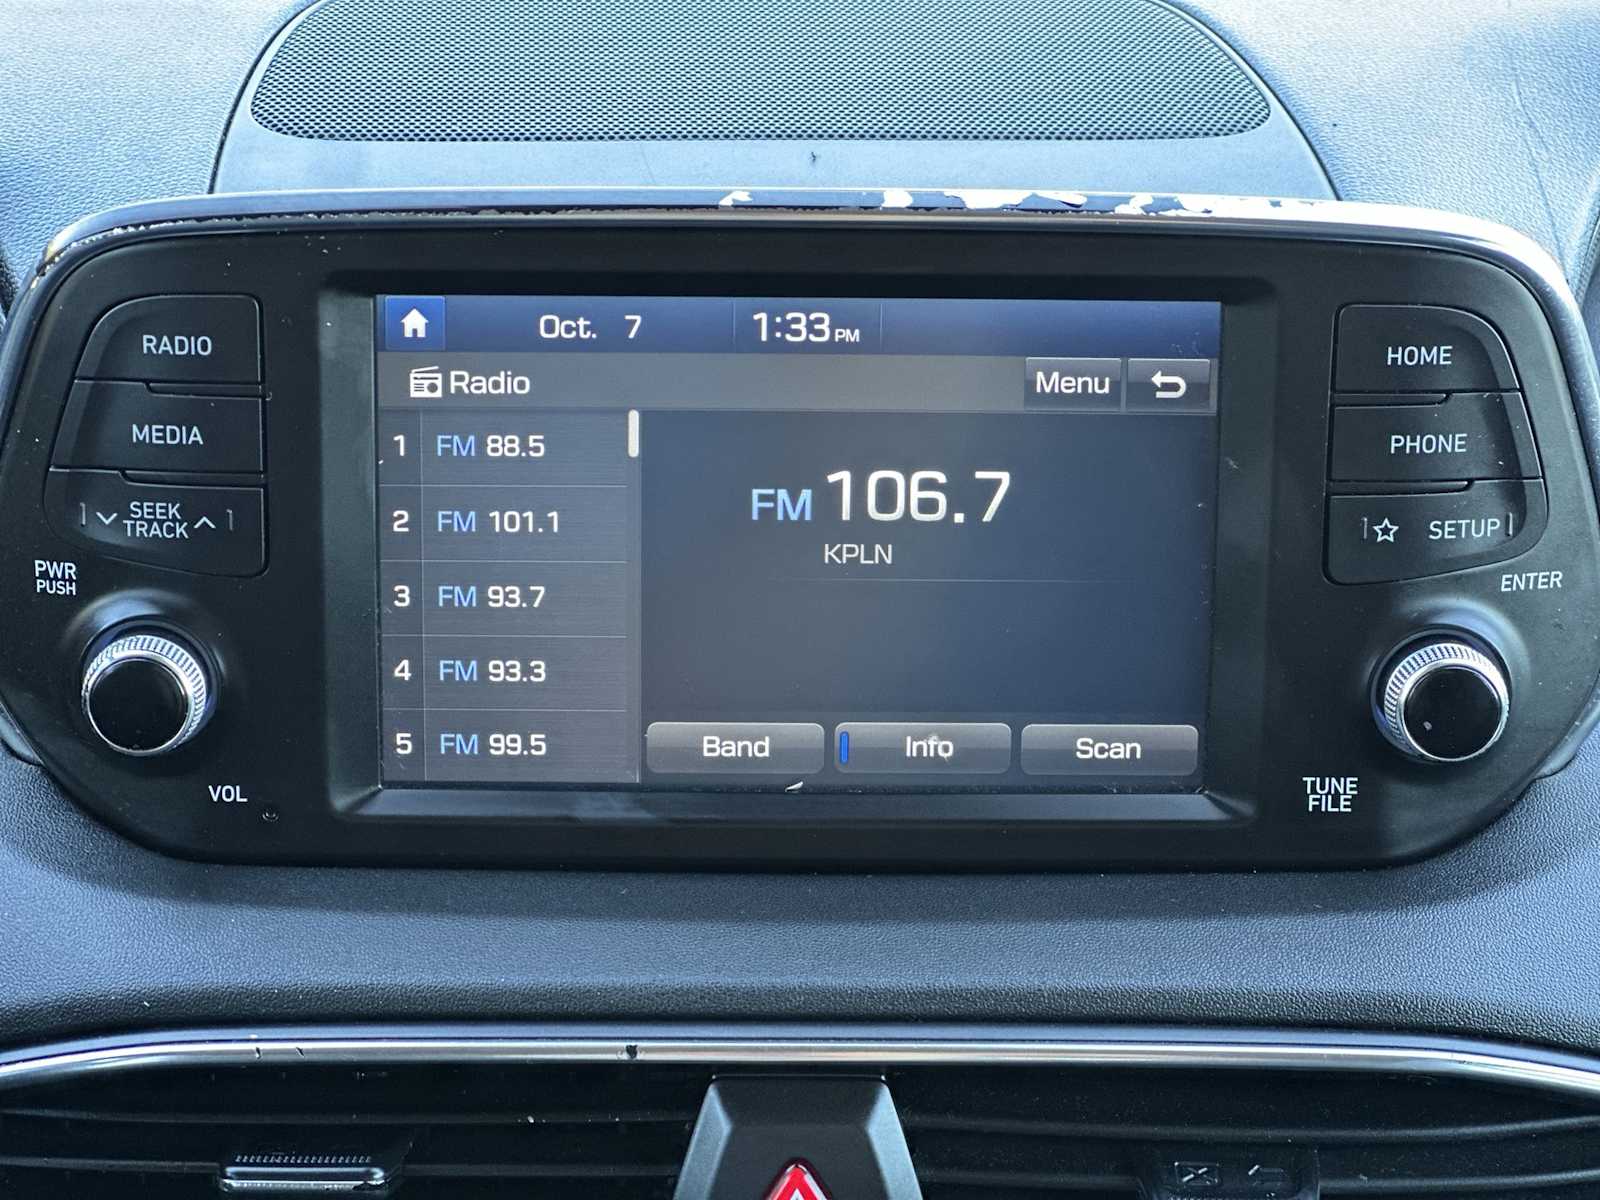 Oct. 7 1:33 PM
Radio Menu
1 FM 88.5
2 FM 101.1
3 FM 93.7
4 FM 93.3
5 FM 99.5
FM 106.7
KPLN
Band Info Scan
RADIO
MEDIA
SEEK
TRACK
PWR
PUSH
VOL
HOME
PHONE
SETUP
ENTER
TUNE
FILE